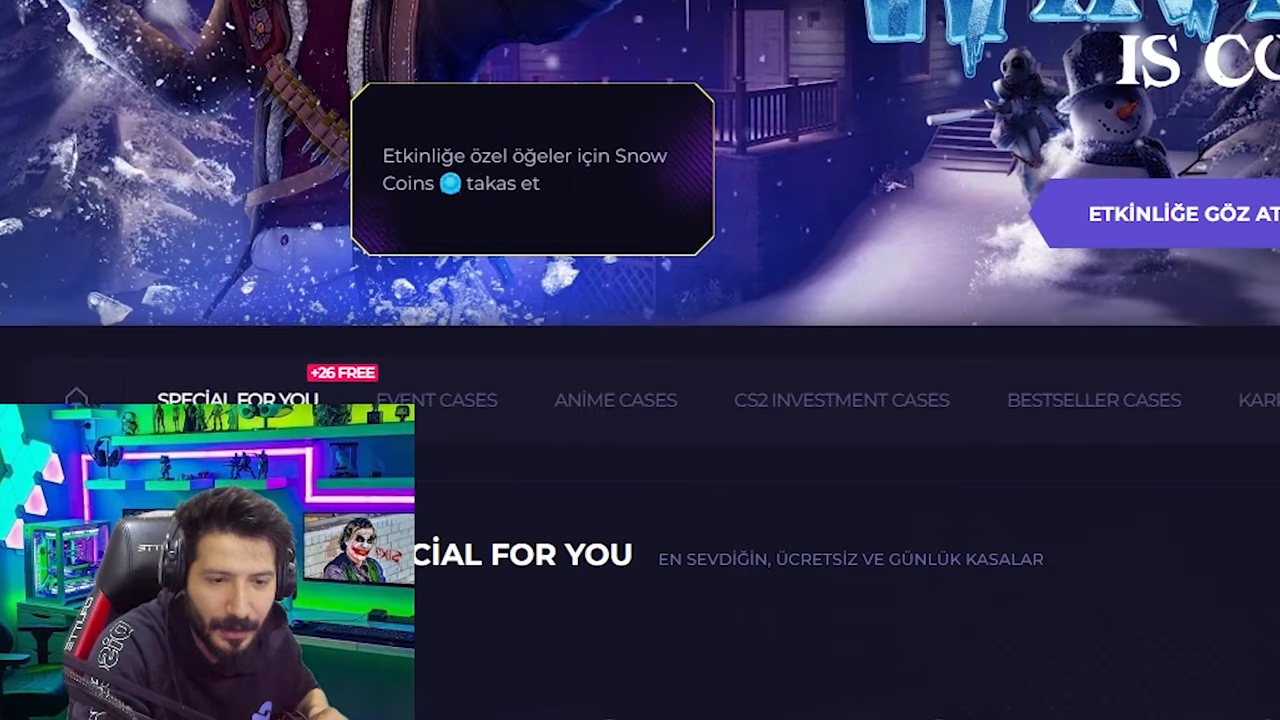 IS CO
Etkinliğe özel öğeler için Snow
Coins takas et
ETKİNLİĞE GÖZ AT
+26 FREE
SPECİAL FOR YOU
EVENT CASES
ANİME CASES
CS2 INVESTMENT CASES
BESTSELLER CASES
CİAL FOR YOU
EN SEVDİĞİN, ÜCRETSİZ VE GÜNLÜK KASALAR